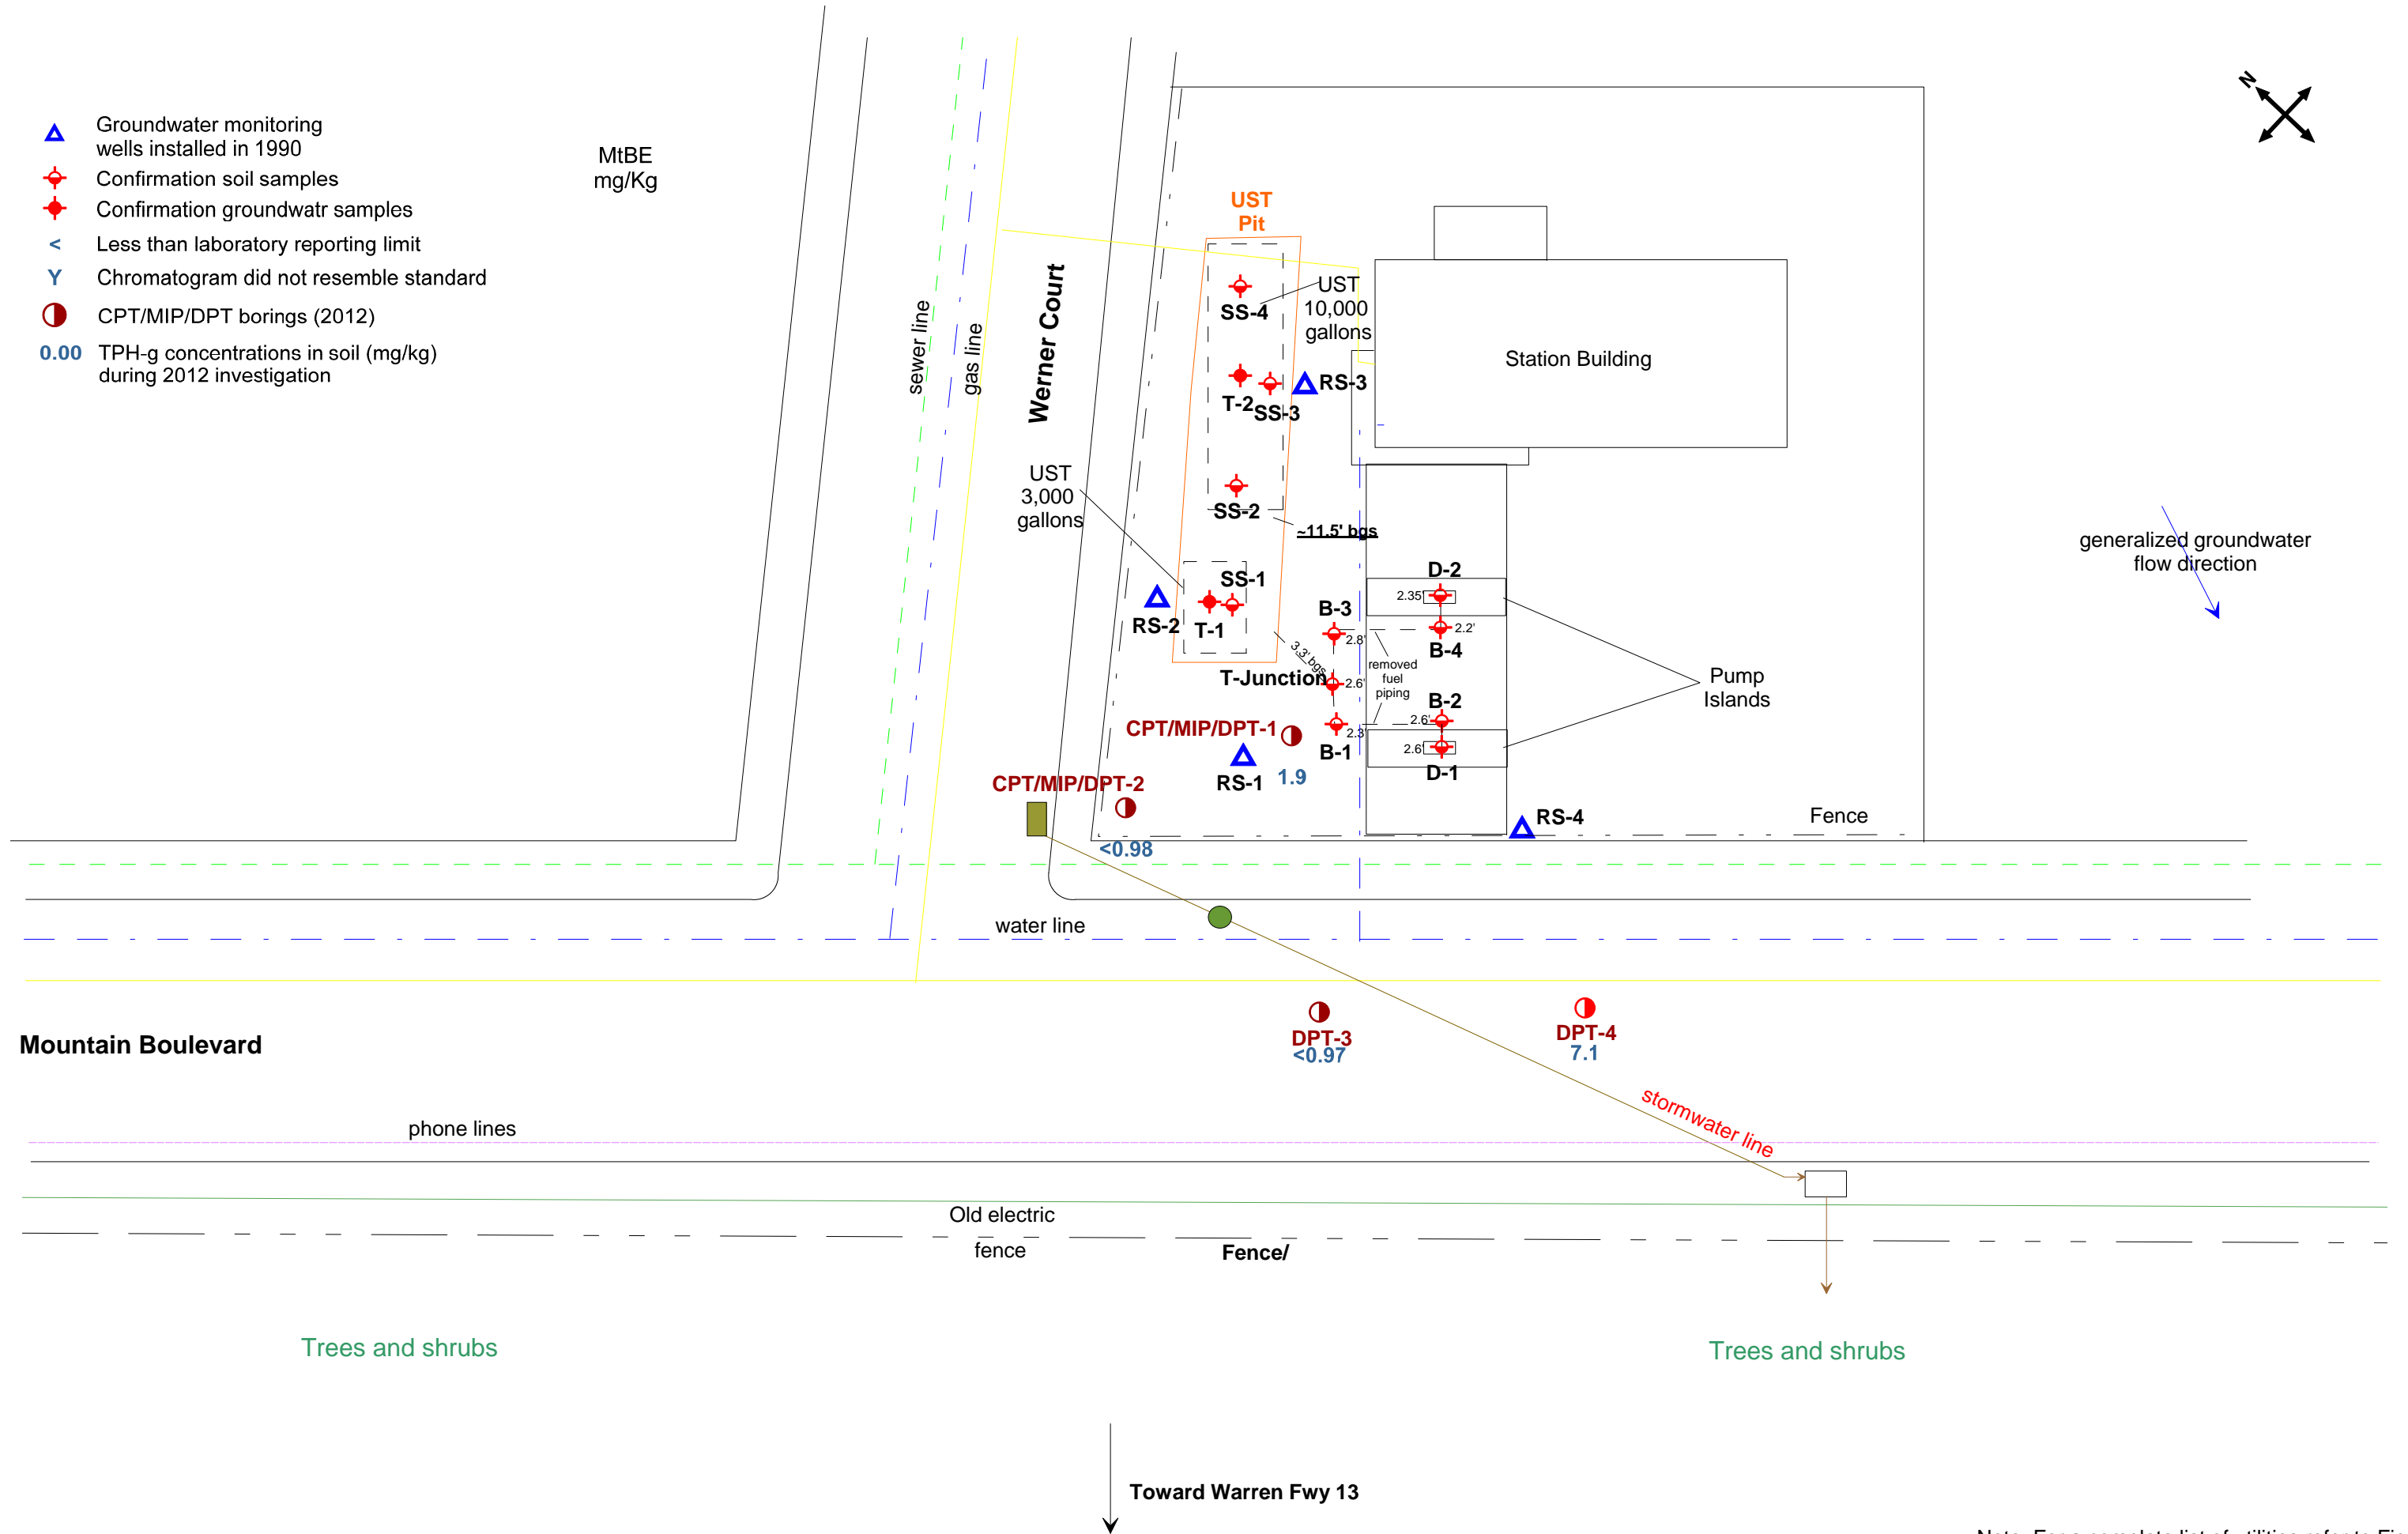 Groundwater monitoring
wells installed in 1990
Confirmation soil samples
Confirmation groundwatr samples
< Less than laboratory reporting limit
Y Chromatogram did not resemble standard
CPT/MIP/DPT borings (2012)
0.00 TPH-g concentrations in soil (mg/kg)
during 2012 investigation
MtBE
mg/Kg
N
sewer line
gas line
Werner Court
UST
Pit
SS-4
UST
10,000
gallons
Station Building
T-2
SS-3
RS-3
UST
3,000
gallons
SS-2
~11.5' bgs
generalized groundwater
flow direction
SS-1
RS-2
T-1
D-2
2.35'
B-3
2.8'
2.2'
B-4
3.3' bgs
removed
fuel
piping
T-Junction
2.6'
Pump
Islands
B-2
2.6'
CPT/MIP/DPT-1
2.3'
B-1
2.6'
D-1
RS-1
1.9
CPT/MIP/DPT-2
RS-4
Fence
<0.98
water line
Mountain Boulevard
DPT-3
<0.97
DPT-4
7.1
stormwater line
phone lines
Old electric
fence
Fence/
Trees and shrubs
Trees and shrubs
Toward Warren Fwy 13